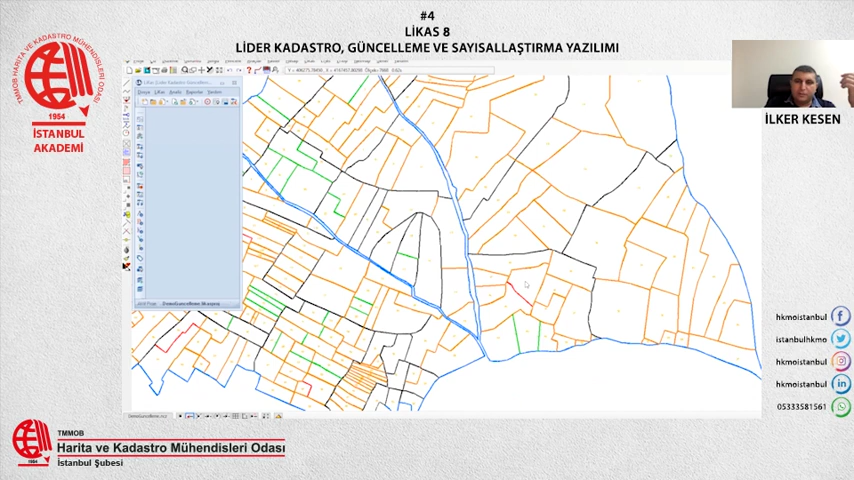 #4
LİKAS 8
LİDER KADASTRO, GÜNCELLEME VE SAYISALLAŞTIRMA YAZILIMI
TMMOB HARİTA VE KADASTRO MÜHENDİSLERİ ODASI
1954
İSTANBUL
AKADEMİ
İLKER KESEN
hkmoistanbul
istanbulhkmo
hkmoistanbul
hkmoistanbul
05333581561
TMMOB
Harita ve Kadastro Mühendisleri Odası
İstanbul Şubesi
1954